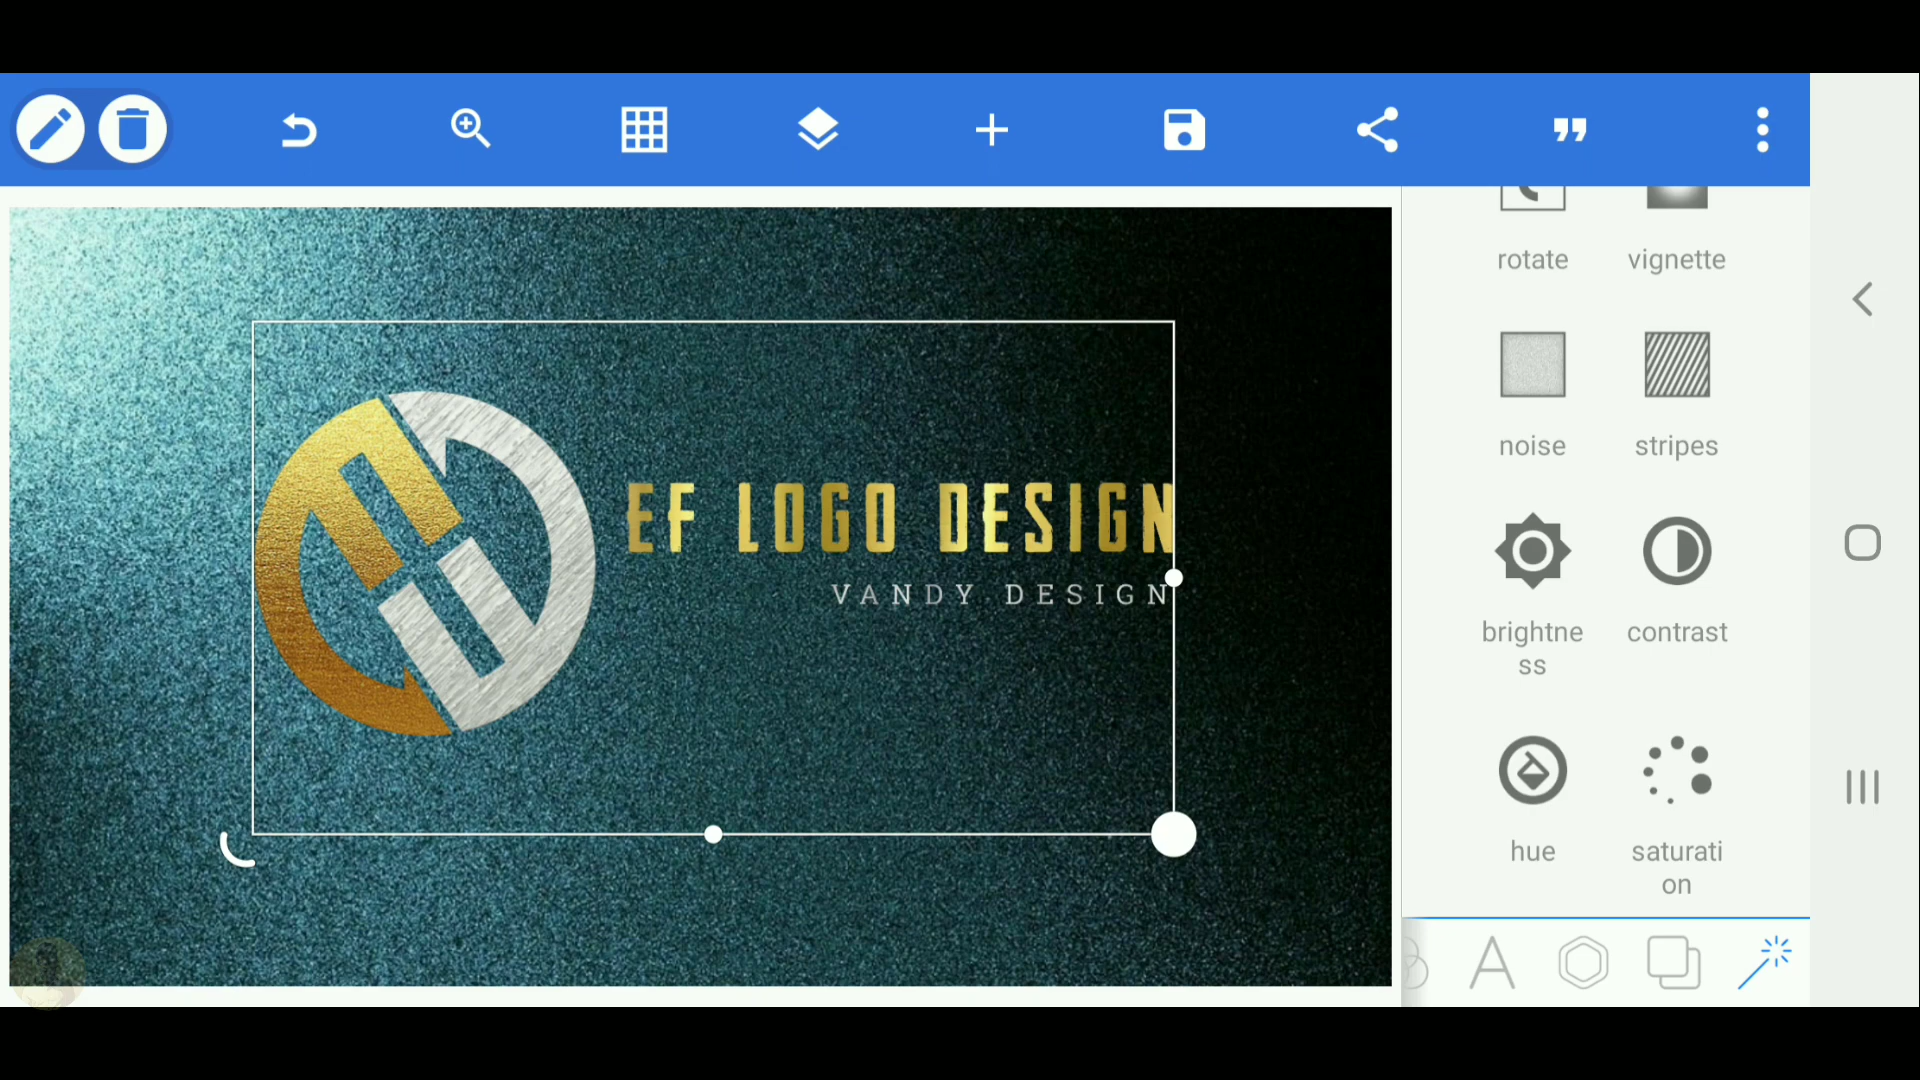 rotate
vignette
noise
stripes
brightne
ss
contrast
hue
saturati
on
EF LOGO DESIGN
VANDY DESIGN